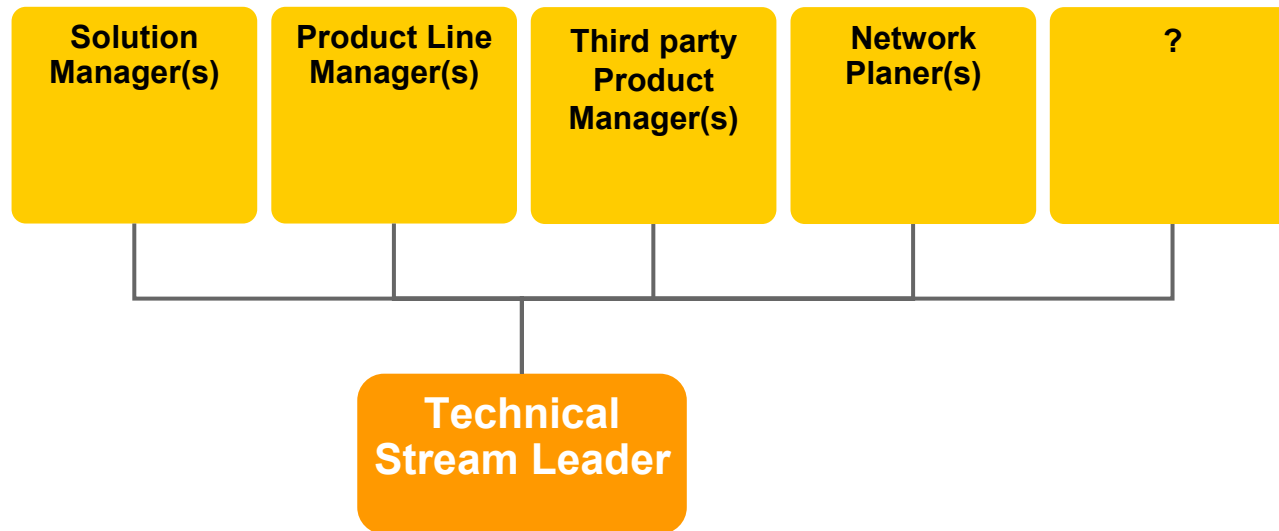 Solution
Manager(s)
Product Line
Manager(s)
Third party
Product
Manager(s)
Network
Planer(s)
?
Technical
Stream Leader